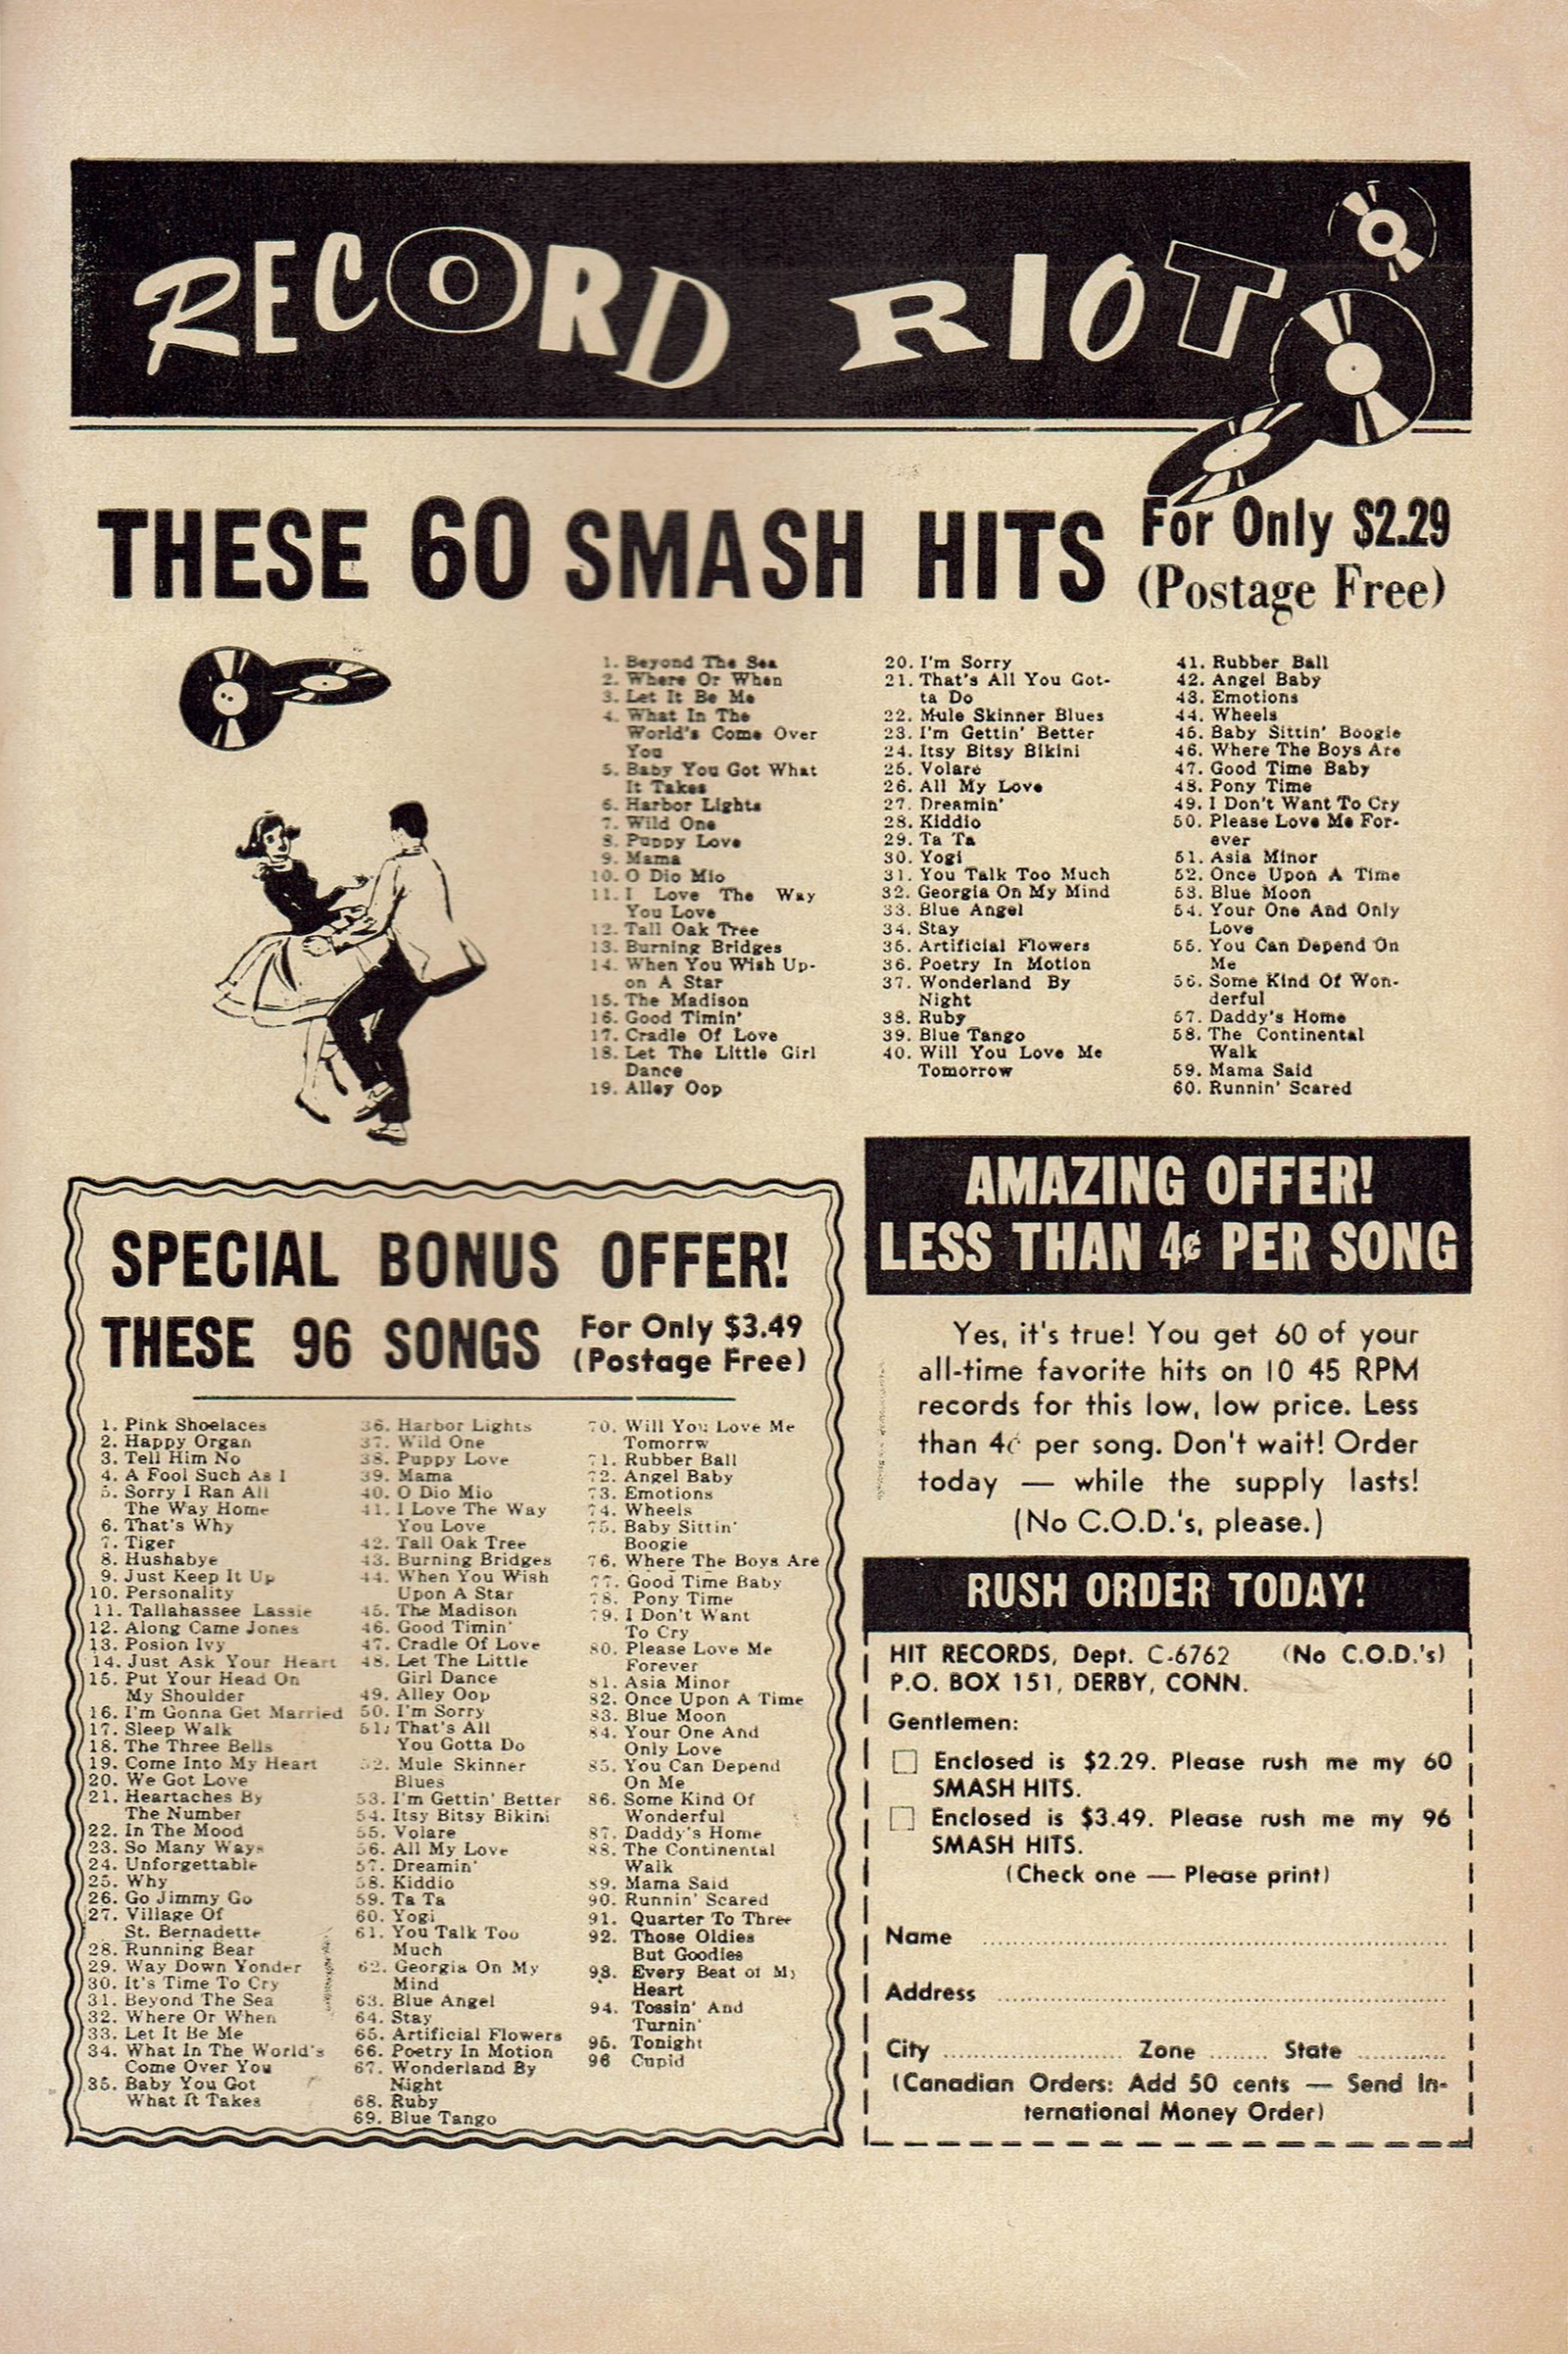 RECORD RIOT
THESE 60 SMASH HITS
For Only $2.29
(Postage Free)
1. Beyond The Sea
2. Where Or When
3. Let It Be Me
4. What In The
World's Come Over
You
5. Baby You Got What
It Takes
6. Harbor Lights
7. Wild One
8. Puppy Love
9. Mama
10. O Dio Mio
11. I Love The Way
You Love
12. Tall Oak Tree
13. Burning Bridges
14. When You Wish Up-
on A Star
15. The Madison
16. Good Timin'
17. Cradle Of Love
18. Let The Little Girl
Dance
19. Alley Oop
20. I'm Sorry
21. That's All You Got-
ta Do
22. Mule Skinner Blues
23. I'm Gettin' Better
24. Itsy Bitsy Bikini
25. Volare
26. All My Love
27. Dreamin'
28. Kiddio
29. Ta Ta
30. Yogi
31. You Talk Too Much
32. Georgia On My Mind
33. Blue Angel
34. Stay
35. Artificial Flowers
36. Poetry In Motion
37. Wonderland By
Night
38. Ruby
39. Blue Tango
40. Will You Love Me
Tomorrow
41. Rubber Ball
42. Angel Baby
43. Emotions
44. Wheels
45. Baby Sittin' Boogie
46. Where The Boys Are
47. Good Time Baby
48. Pony Time
49. I Don't Want To Cry
50. Please Love Me For-
ever
51. Asia Minor
52. Once Upon A Time
53. Blue Moon
54. Your One And Only
Love
55. You Can Depend On
Me
56. Some Kind Of Won-
derful
57. Daddy's Home
58. The Continental
Walk
59. Mama Said
60. Runnin' Scared
SPECIAL BONUS OFFER!
THESE 96 SONGS
For Only $3.49
(Postage Free)
1. Pink Shoelaces
2. Happy Organ
3. Tell Him No
4. A Fool Such As I
5. Sorry I Ran All
The Way Home
6. That's Why
7. Tiger
8. Hushabye
9. Just Keep It Up
10. Personality
11. Tallahassee Lassie
12. Along Came Jones
13. Posion Ivy
14. Just Ask Your Heart
15. Put Your Head On
My Shoulder
16. I'm Gonna Get Married
17. Sleep Walk
18. The Three Bells
19. Come Into My Heart
20. We Got Love
21. Heartaches By
The Number
22. In The Mood
23. So Many Ways
24. Unforgettable
25. Why
26. Go Jimmy Go
27. Village Of
St. Bernadette
28. Running Bear
29. Way Down Yonder
30. It's Time To Cry
31. Beyond The Sea
32. Where Or When
33. Let It Be Me
34. What In The World's
Come Over You
35. Baby You Got
What It Takes
36. Harbor Lights
37. Wild One
38. Puppy Love
39. Mama
40. O Dio Mio
41. I Love The Way
You Love
42. Tall Oak Tree
43. Burning Bridges
44. When You Wish
Upon A Star
45. The Madison
46. Good Timin'
47. Cradle Of Love
48. Let The Little
Girl Dance
49. Alley Oop
50. I'm Sorry
51. That's All
You Gotta Do
52. Mule Skinner
Blues
53. I'm Gettin' Better
54. Itsy Bitsy Bikini
55. Volare
56. All My Love
57. Dreamin'
58. Kiddio
59. Ta Ta
60. Yogi
61. You Talk Too
Much
62. Georgia On My
Mind
63. Blue Angel
64. Stay
65. Artificial Flowers
66. Poetry In Motion
67. Wonderland By
Night
68. Ruby
69. Blue Tango
70. Will You Love Me
Tomorrw
71. Rubber Ball
72. Angel Baby
73. Emotions
74. Wheels
75. Baby Sittin'
Boogie
76. Where The Boys Are
77. Good Time Baby
78. Pony Time
79. I Don't Want
To Cry
80. Please Love Me
Forever
81. Asia Minor
82. Once Upon A Time
83. Blue Moon
84. Your One And
Only Love
85. You Can Depend
On Me
86. Some Kind Of
Wonderful
87. Daddy's Home
88. The Continental
Walk
89. Mama Said
90. Runnin' Scared
91. Quarter To Three
92. Those Oldies
But Goodies
93. Every Beat of My
Heart
94. Tossin' And
Turnin'
95. Tonight
96 Cupid
AMAZING OFFER!
LESS THAN 4¢ PER SONG
Yes, it's true! You get 60 of your
all-time favorite hits on 10 45 RPM
records for this low, low price. Less
than 4¢ per song. Don't wait! Order
today — while the supply lasts!
(No C.O.D.'s, please.)
RUSH ORDER TODAY!
HIT RECORDS, Dept. C-6762 (No C.O.D.'s)
P.O. BOX 151, DERBY, CONN.
Gentlemen:
Enclosed is $2.29. Please rush me my 60
SMASH HITS.
Enclosed is $3.49. Please rush me my 96
SMASH HITS.
(Check one — Please print)
Name
Address
City Zone State
(Canadian Orders: Add 50 cents — Send In-
ternational Money Order)